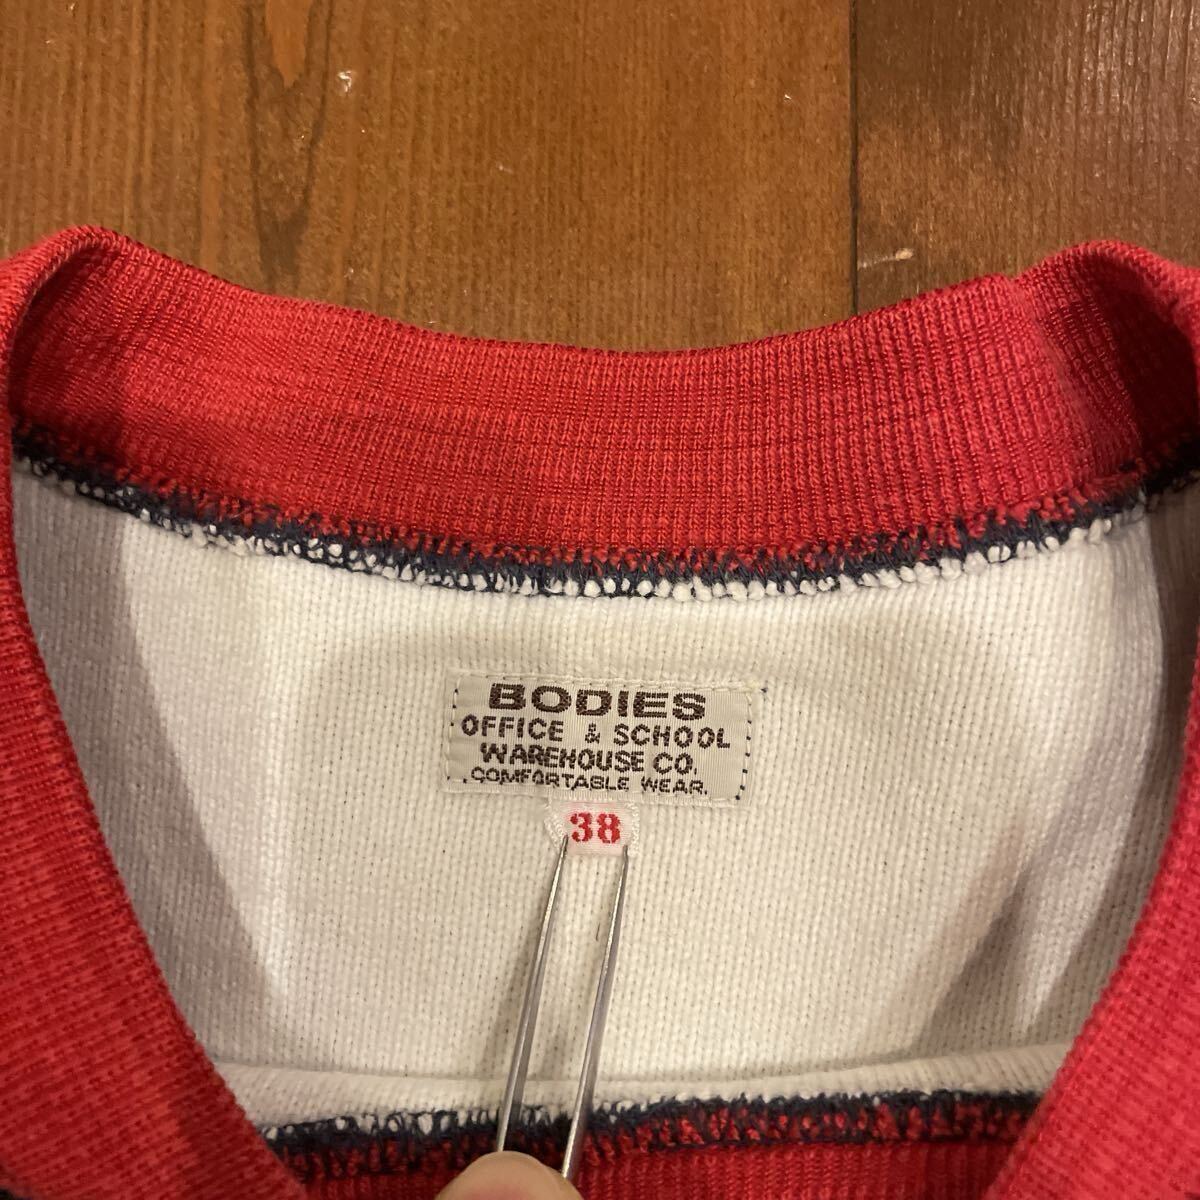 BODIES
OFFICE & SCHOOL
WAREHOUSE CO.
COMFORTABLE WEAR.
38